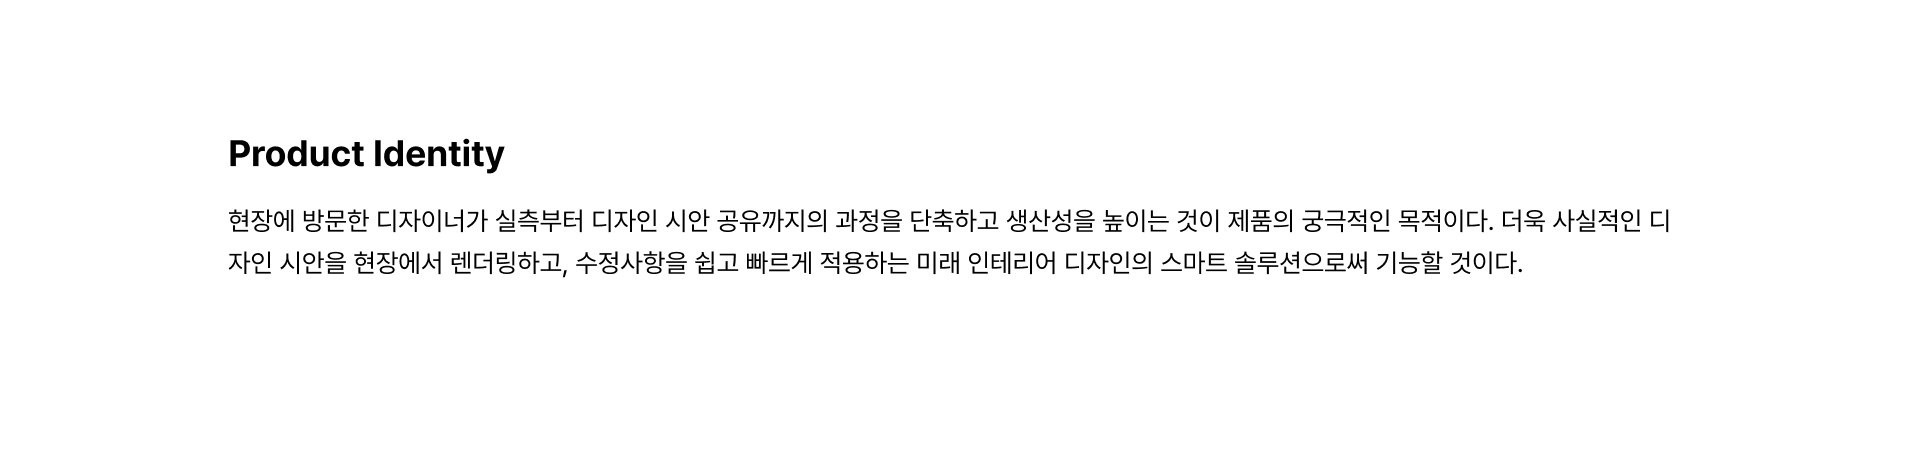 Product Identity
현장에 방문한 디자이너가 실측부터 디자인 시안 공유까지의 과정을 단축하고 생산성을 높이는 것이 제품의 궁극적인 목적이다. 더욱 사실적인 디
자인 시안을 현장에서 렌더링하고, 수정사항을 쉽고 빠르게 적용하는 미래 인테리어 디자인의 스마트 솔루션으로써 기능할 것이다.